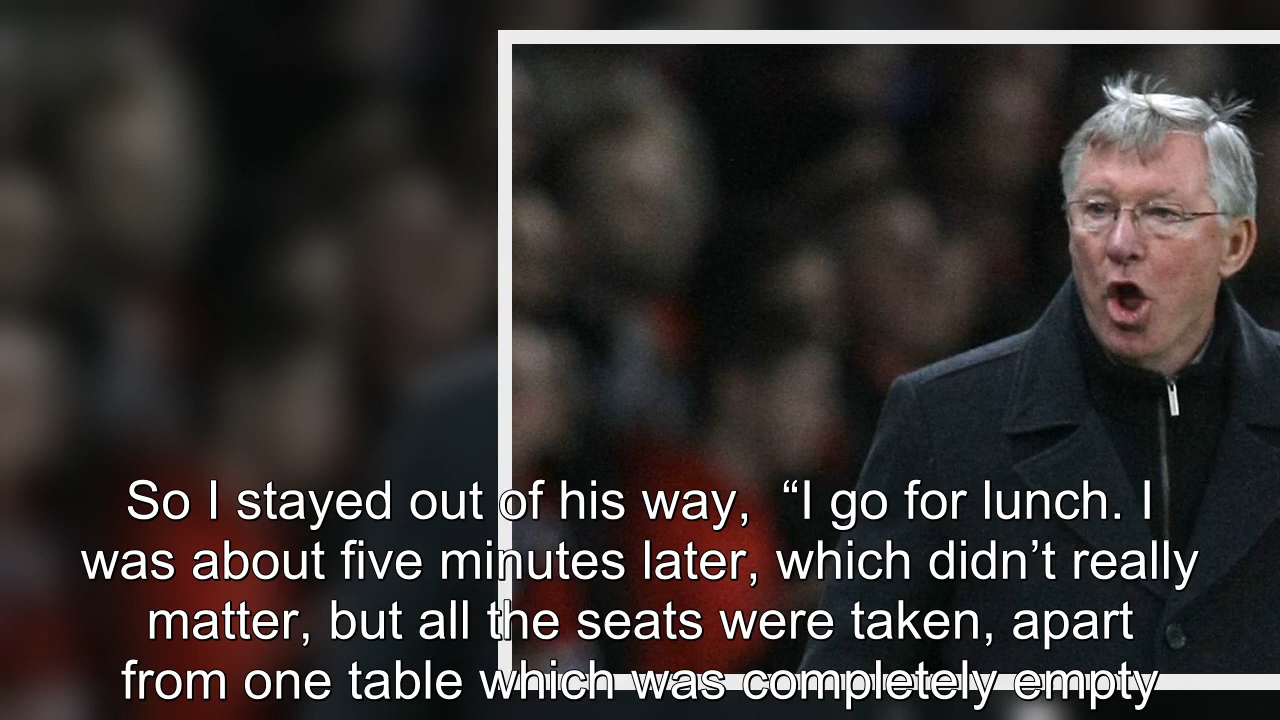 So I stayed out of his way,  “I go for lunch. I
was about five minutes later, which didn’t really
matter, but all the seats were taken, apart
from one table which was completely empty